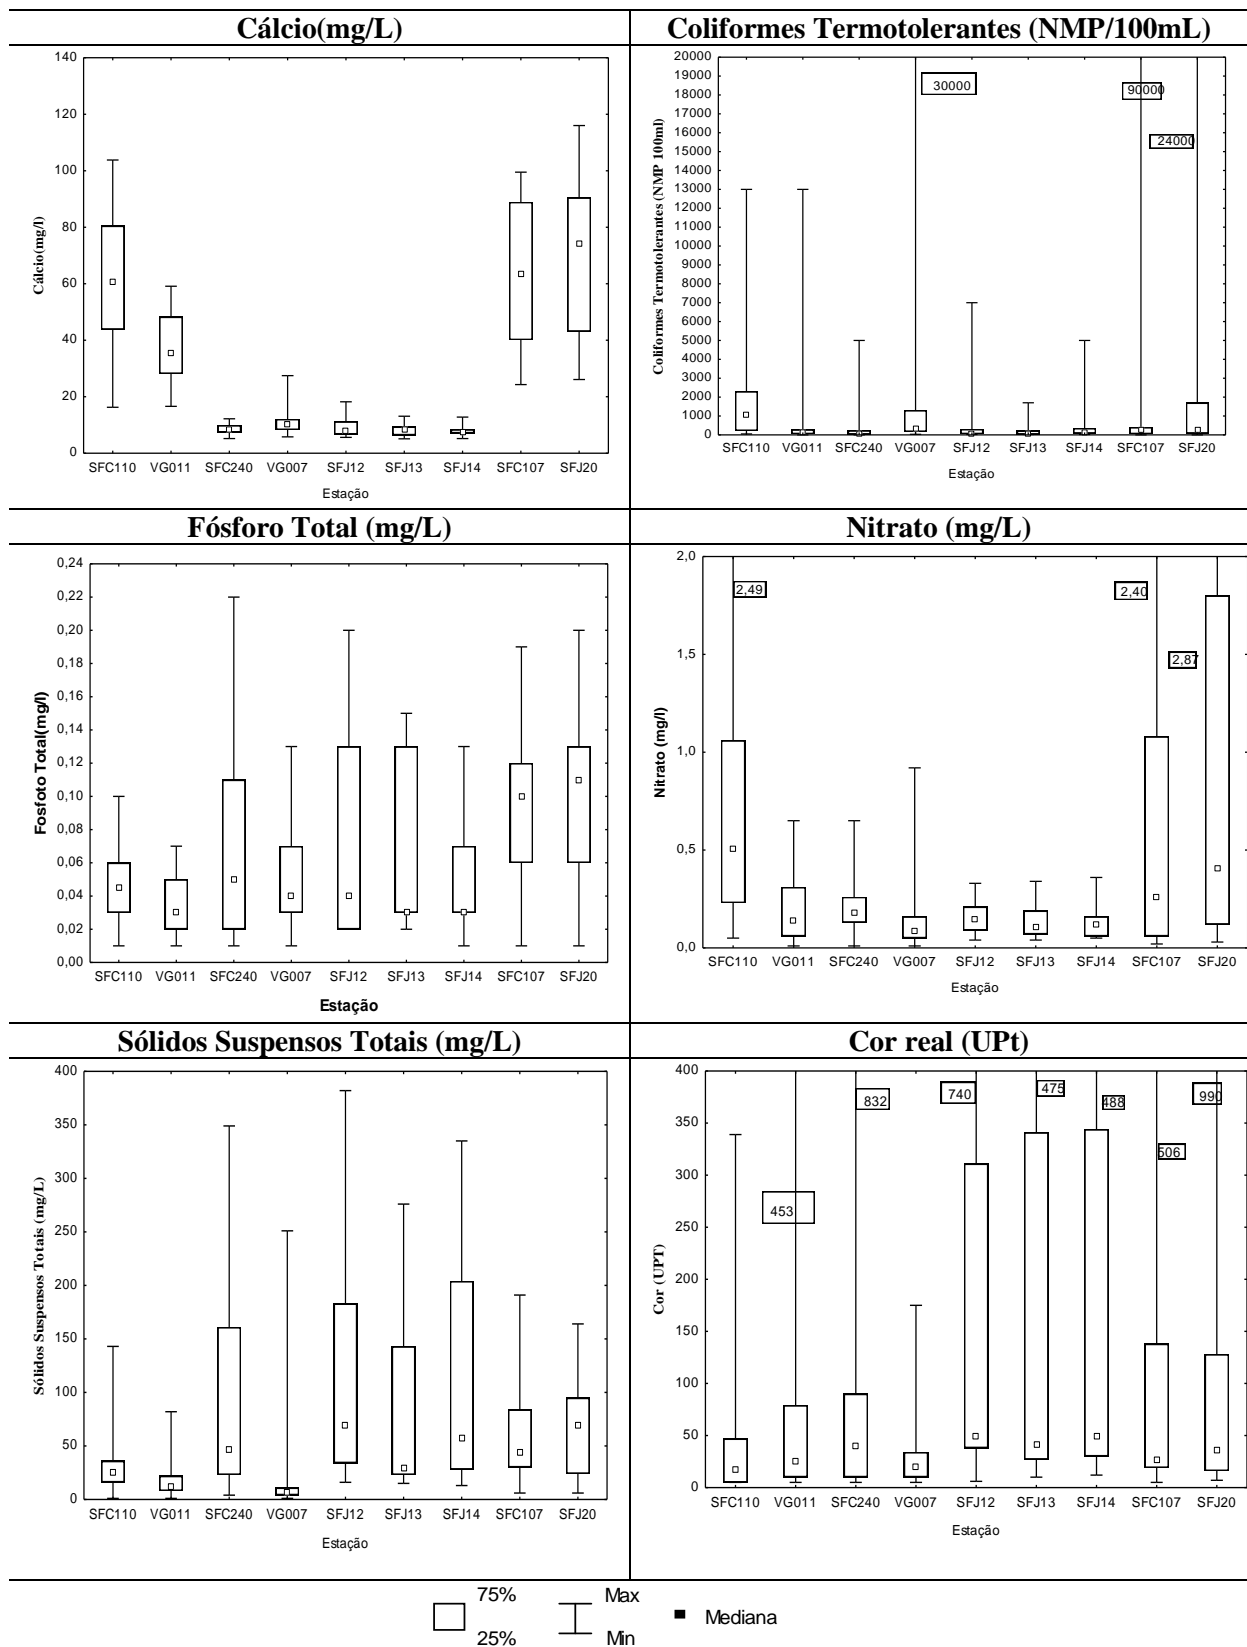 Cálcio(mg/L)
Coliformes Termotolerantes (NMP/100mL)
140
120
100
80
60
40
20
0
Cálcio(mg/l)
SFC110 VG011 SFC240 VG007 SFJ12 SFJ13 SFJ14 SFC107 SFJ20
Estação
20000
19000
18000
17000
16000
15000
14000
13000
12000
11000
10000
9000
8000
7000
6000
5000
4000
3000
2000
1000
0
Coliformes Termotolerantes (NMP 100ml)
30000
90000
24000
SFC110 VG011 SFC240 VG007 SFJ12 SFJ13 SFJ14 SFC107 SFJ20
Estação
Fósforo Total (mg/L)
Nitrato (mg/L)
0,24
0,22
0,20
0,18
0,16
0,14
0,12
0,10
0,08
0,06
0,04
0,02
0,00
Fosfoto Total(mg/l)
SFC110 VG011 SFC240 VG007 SFJ12 SFJ13 SFJ14 SFC107 SFJ20
Estação
2,0
1,5
1,0
0,5
0,0
Nitrato (mg/l)
2,49
2,40
2,87
SFC110 VG011 SFC240 VG007 SFJ12 SFJ13 SFJ14 SFC107 SFJ20
Estação
Sólidos Suspensos Totais (mg/L)
Cor real (UPt)
400
350
300
250
200
150
100
50
0
Sólidos Suspensos Totais (mg/L)
SFC110 VG011 SFC240 VG007 SFJ12 SFJ13 SFJ14 SFC107 SFJ20
Estação
400
350
300
250
200
150
100
50
0
Cor (UPT)
453
832
740
475
488
506
990
SFC110 VG011 SFC240 VG007 SFJ12 SFJ13 SFJ14 SFC107 SFJ20
Estação
75%
25%
Max
Min
Mediana